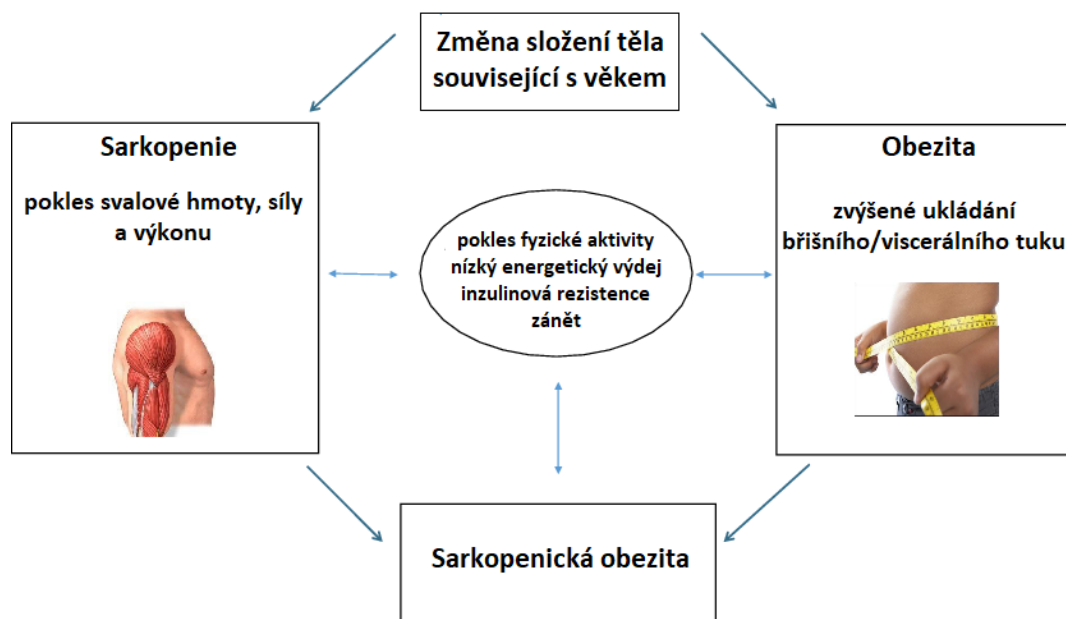 Změna složení těla
související s věkem
Sarkopenie
pokles svalové hmoty, síly
a výkonu
pokles fyzické aktivity
nízký energetický výdej
inzulinová rezistence
zánět
Obezita
zvýšené ukládání
břišního/viscerálního tuku
Sarkopenická obezita